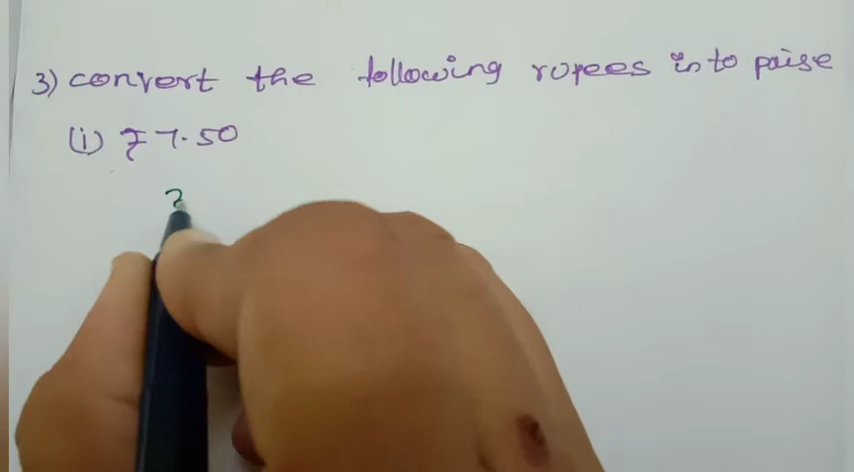 3) convert the following rupees into paise
(i) ₹ 7.50